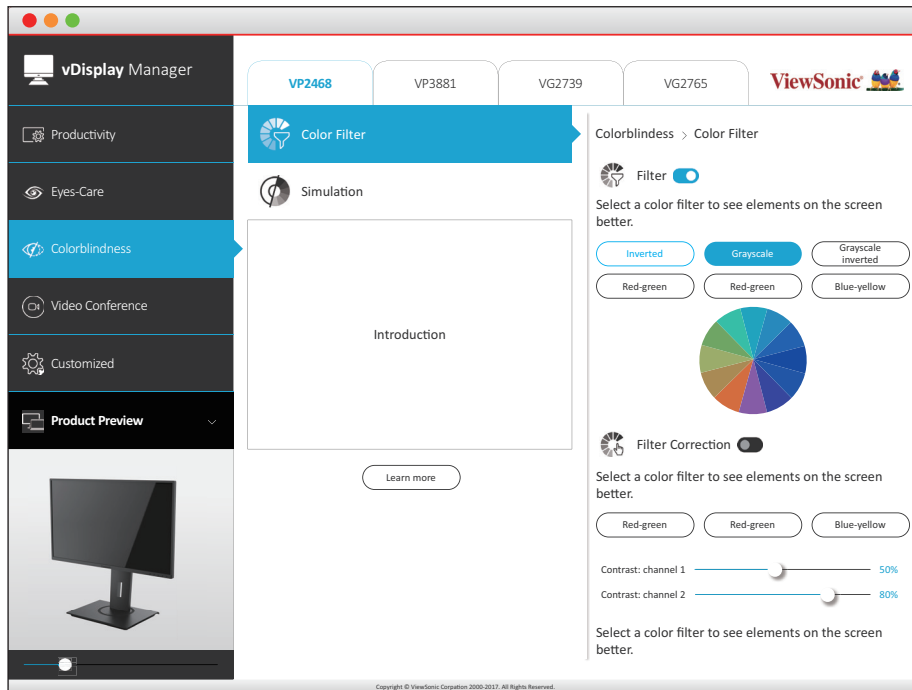 vDisplay Manager
VP2468
VP3881
VG2739
VG2765
ViewSonic
Productivity
Eyes-Care
Colorblindness
Video Conference
Customized
Product Preview
Color Filter
Simulation
Introduction
Learn more
Colorblindess > Color Filter
Filter
Select a color filter to see elements on the screen
better.
Inverted
Grayscale
Grayscale
inverted
Red-green
Red-green
Blue-yellow
Filter Correction
Select a color filter to see elements on the screen
better.
Red-green
Red-green
Blue-yellow
Contrast: channel 1 50%
Contrast: channel 2 80%
Select a color filter to see elements on the screen
better.
Copyright © ViewSonic Corpation 2000-2017. All Rights Reserved.